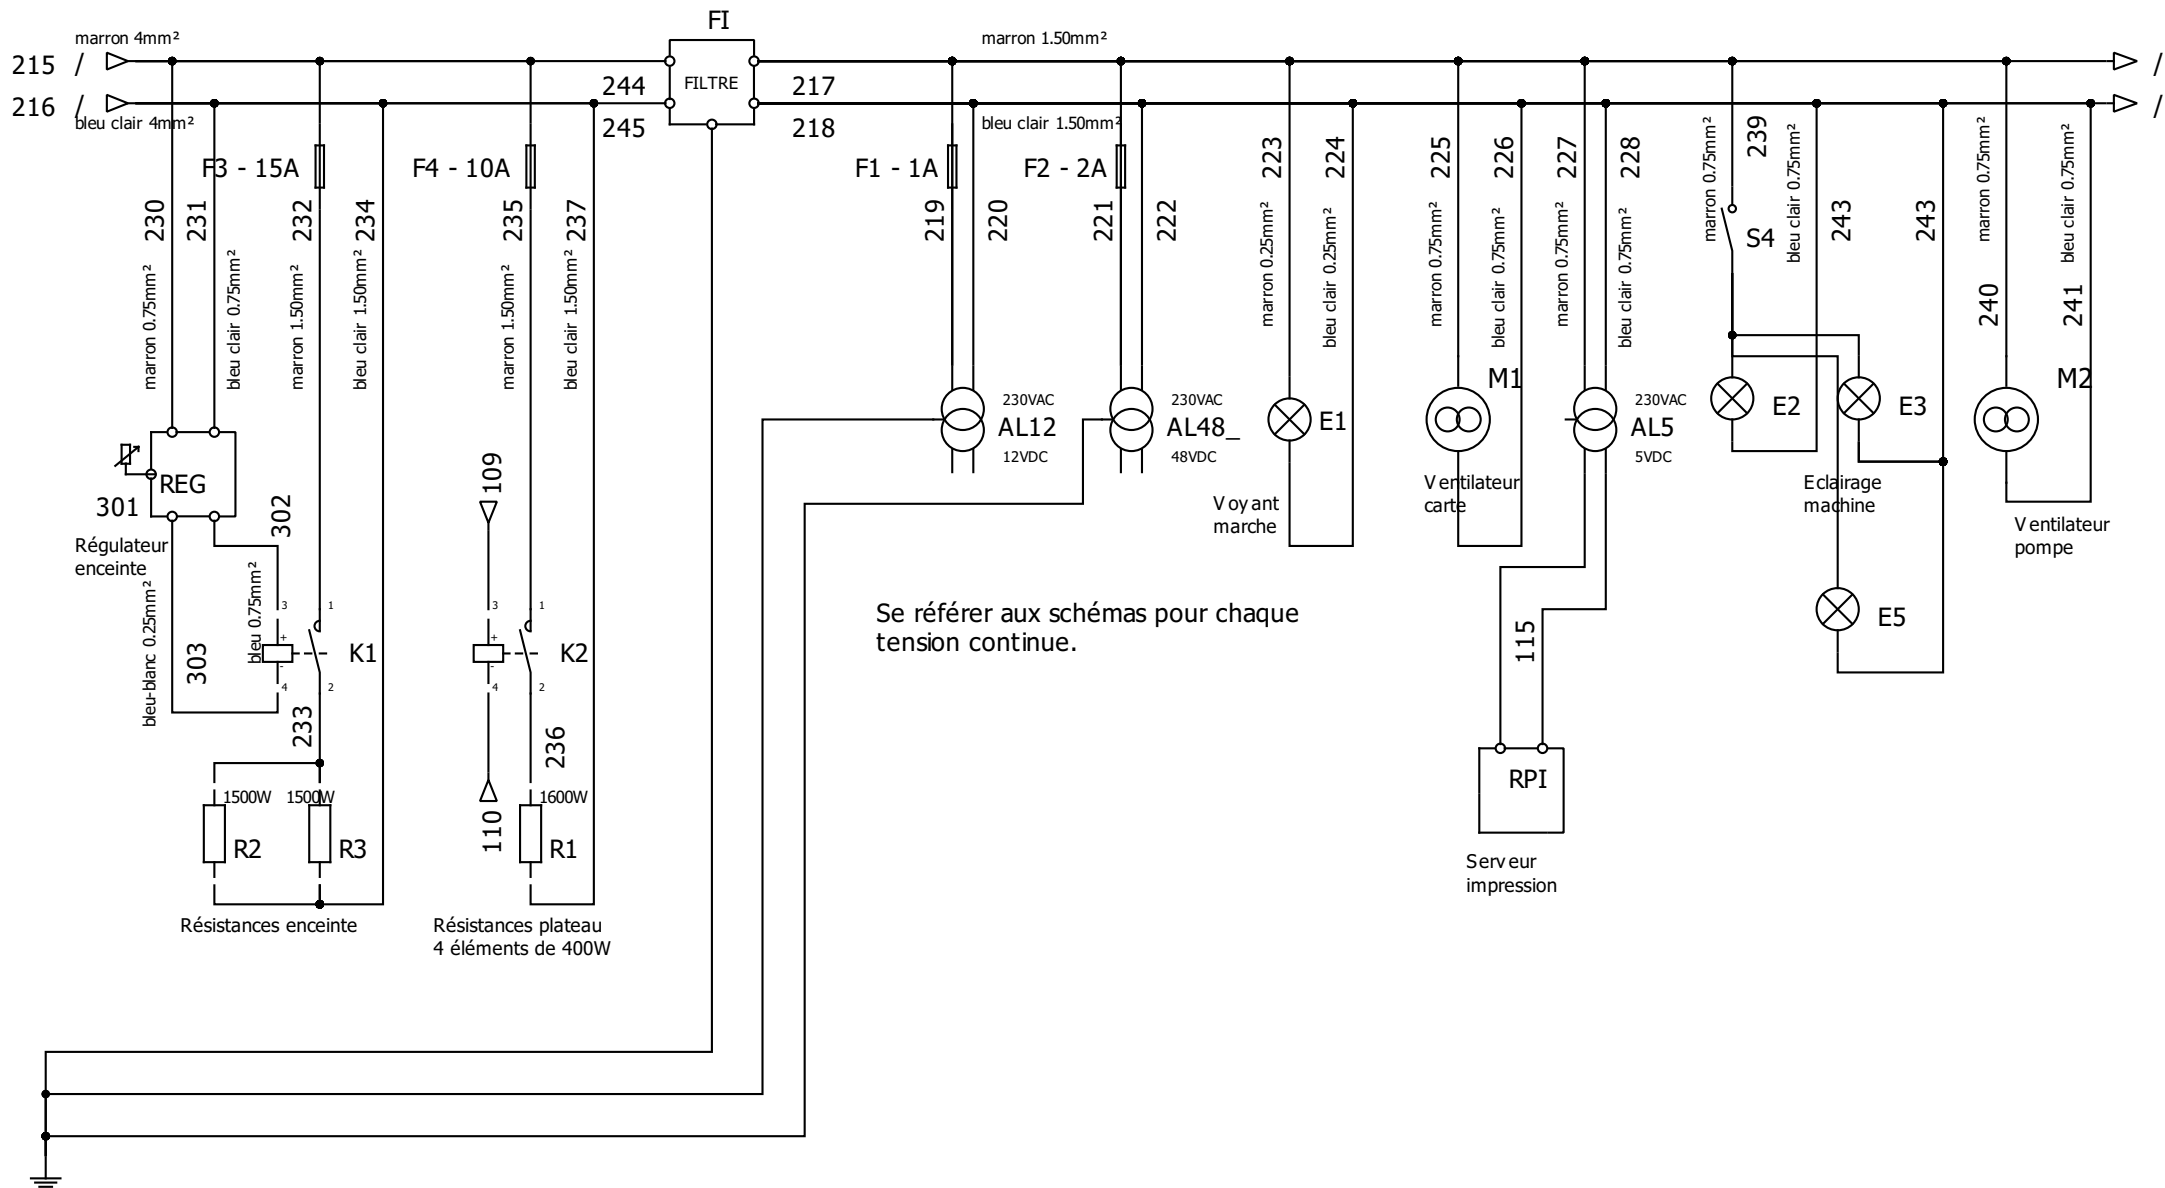 FI
marron 4mm²
marron 1.50mm²
215 /
/
FILTRE
244
217
216 /
/
bleu clair 4mm²
245
218
bleu clair 1.50mm²
F3 - 15A
F4 - 10A
F1 - 1A
F2 - 2A
223
224
225
226
227
228
marron 0.75mm²
239
bleu clair 0.75mm²
marron 0.75mm²
bleu clair 0.75mm²
230
231
232
234
235
237
219
220
221
222
243
243
S4
marron 0.75mm²
bleu clair 0.75mm²
marron 1.50mm²
bleu clair 1.50mm²
marron 1.50mm²
bleu clair 1.50mm²
marron 0.25mm²
bleu clair 0.25mm²
marron 0.75mm²
bleu clair 0.75mm²
marron 0.75mm²
bleu clair 0.75mm²
240
241
M1
M2
230VAC
AL12
12VDC
230VAC
AL48_
48VDC
E1
230VAC
AL5
5VDC
E2
E3
REG
301
302
109
Voyant
marche
Ventilateur
carte
Eclairage
machine
Ventilateur
pompe
Régulateur
enceinte
bleu-blanc 0.25mm²
303
bleu 0.75mm²
3
1
+
-
4
2
K1
3
1
+
-
4
2
K2
Se référer aux schémas pour chaque
tension continue.
115
E5
233
236
1500W
1500W
1600W
R2
R3
110
R1
RPI
Serveur
impression
Résistances enceinte
Résistances plateau
4 éléments de 400W